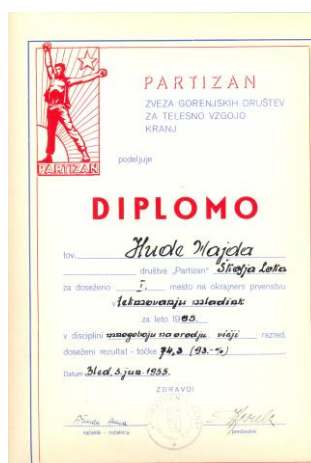 PARTIZAN
ZVEZA GORENJSKIH DRUŠTEV
ZA TELESNO VZGOJO
KRANJ
PARTIZAN
podeljuje
DIPLOMO
tov. Hude Majda
društva „Partizan" Škofja Loka
za doseženo I. mesto na okrajnem prvenstvu
v tekmovanju mladink
za leto 1955.
v disciplini mnogoboju na orodju višji razred,
doseženi rezultat - točke 74,3 (93.-%)
Datum Bled, 5. jun. 1955.
ZDRAVO!
načelnik - načelnica
predsednik